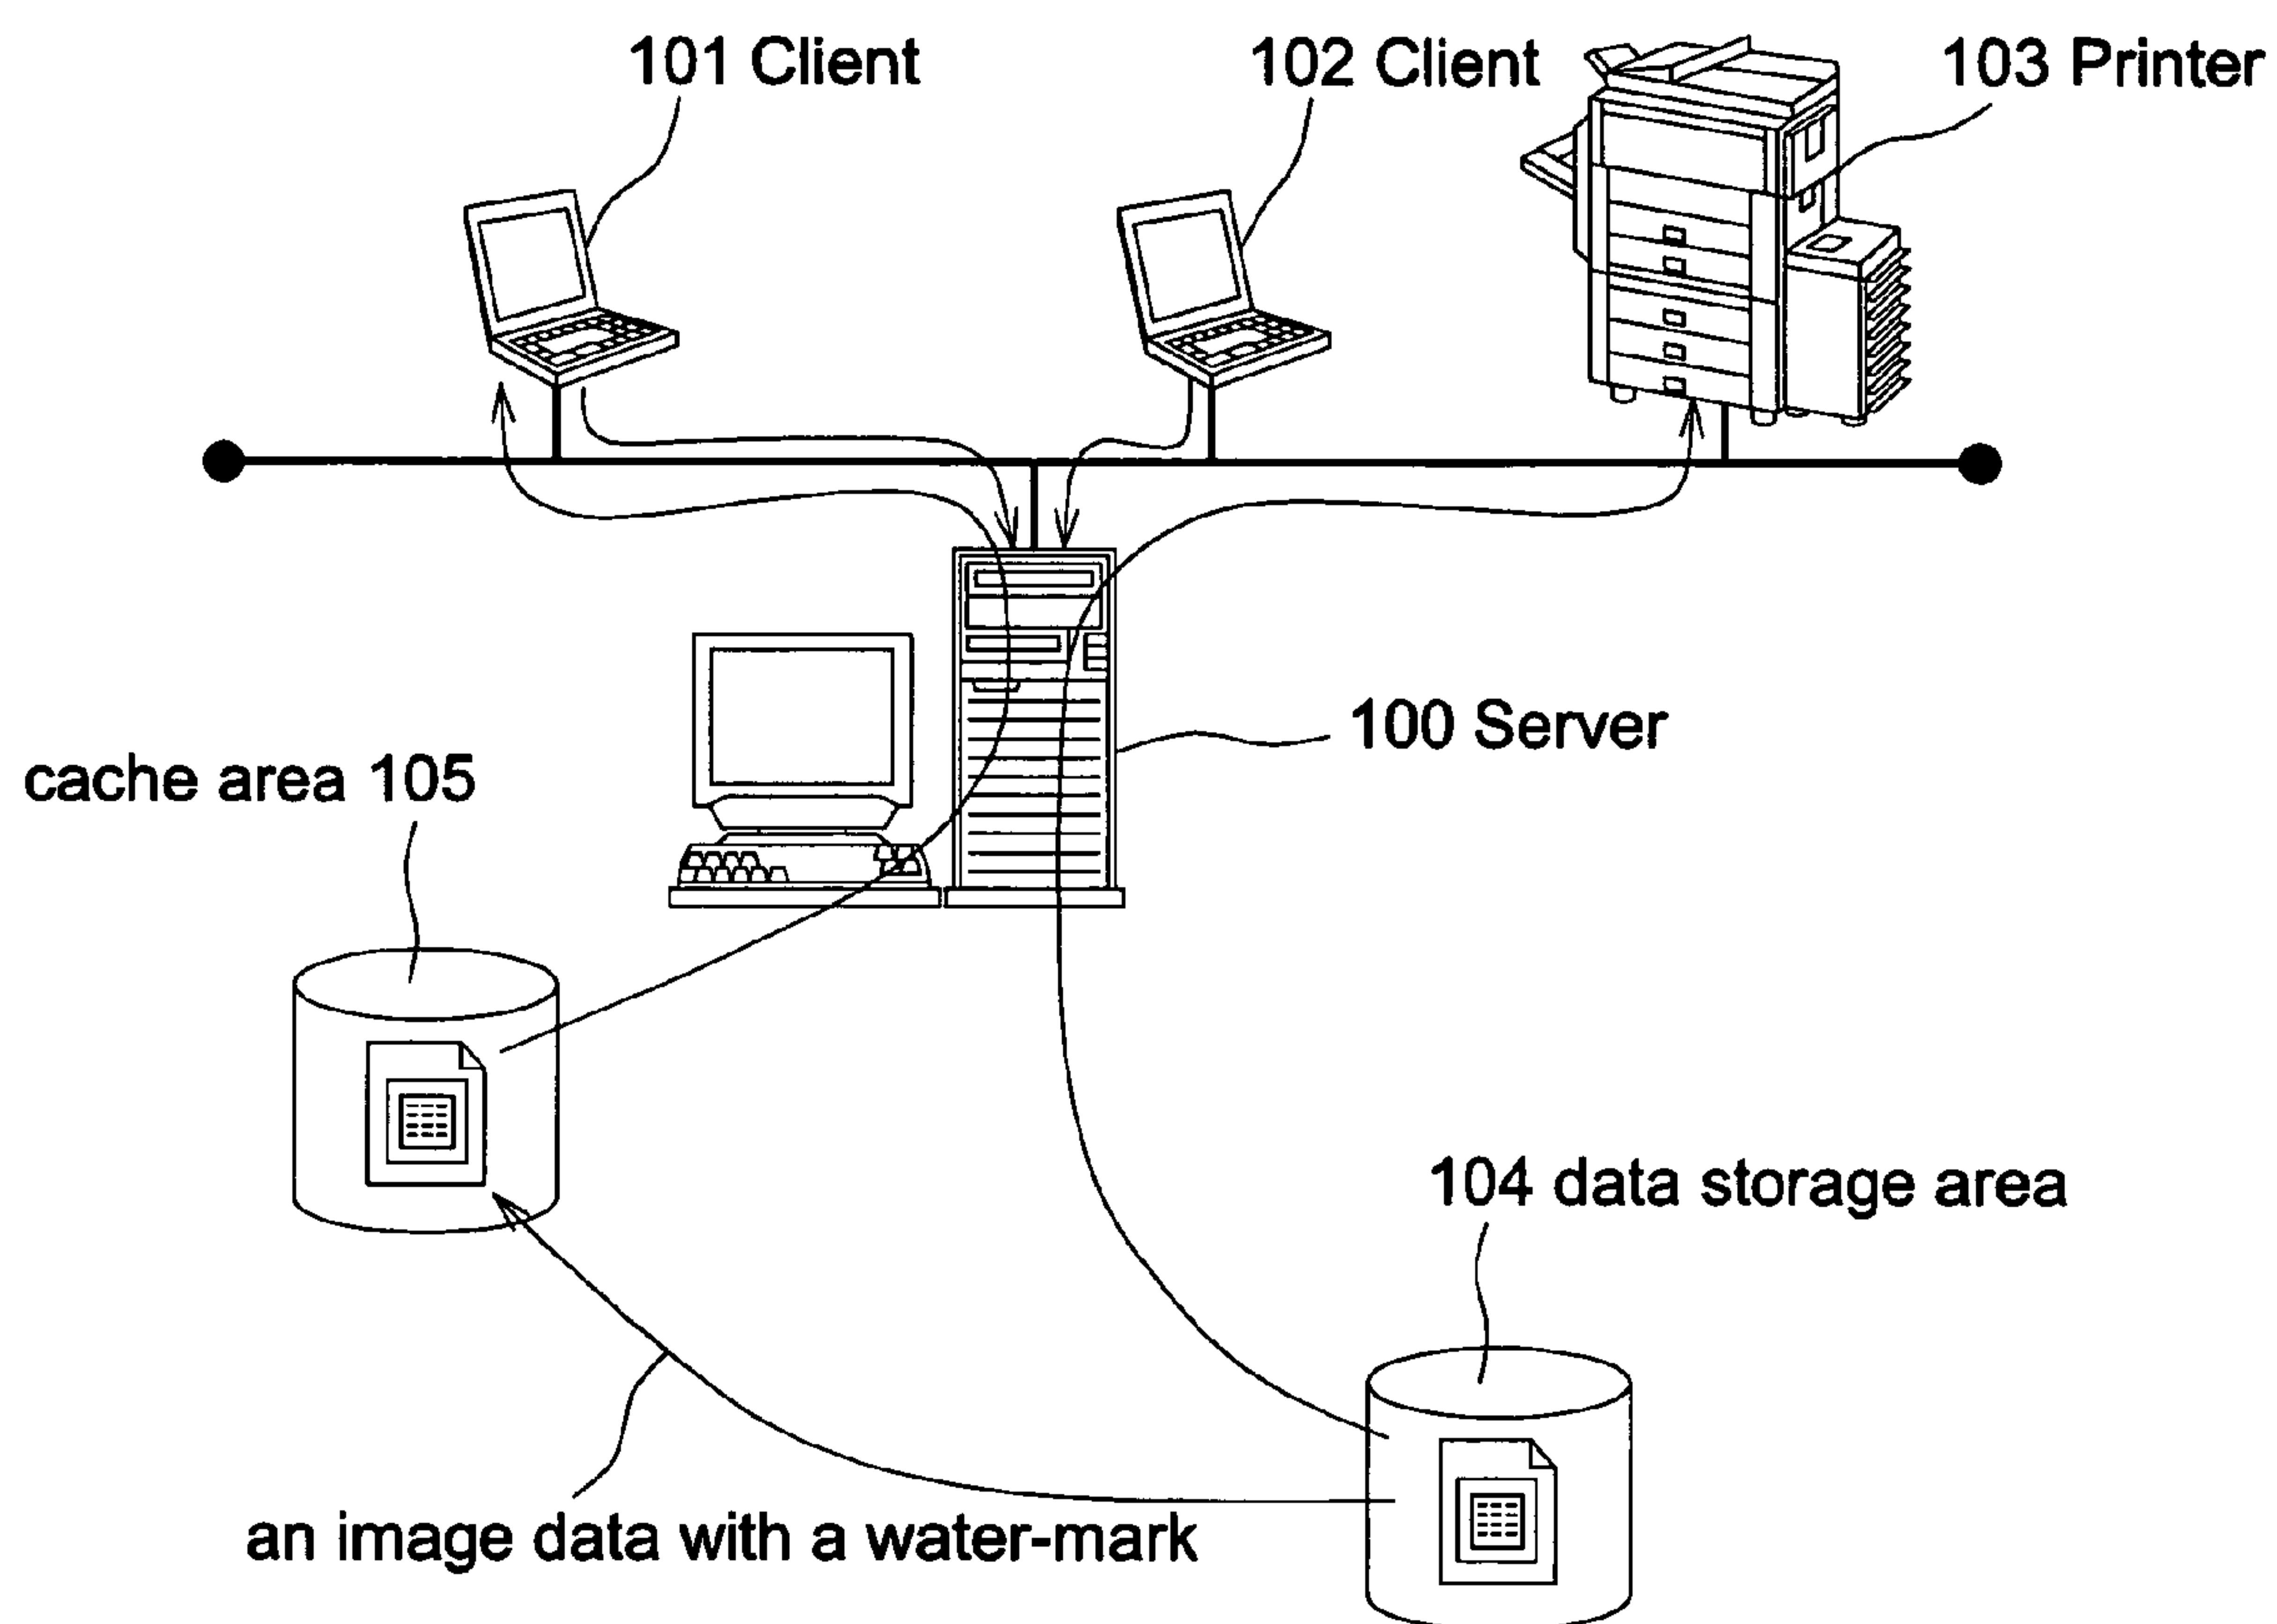 101 Client
102 Client
103 Printer
100 Server
cache area 105
104 data storage area
an image data with a water-mark